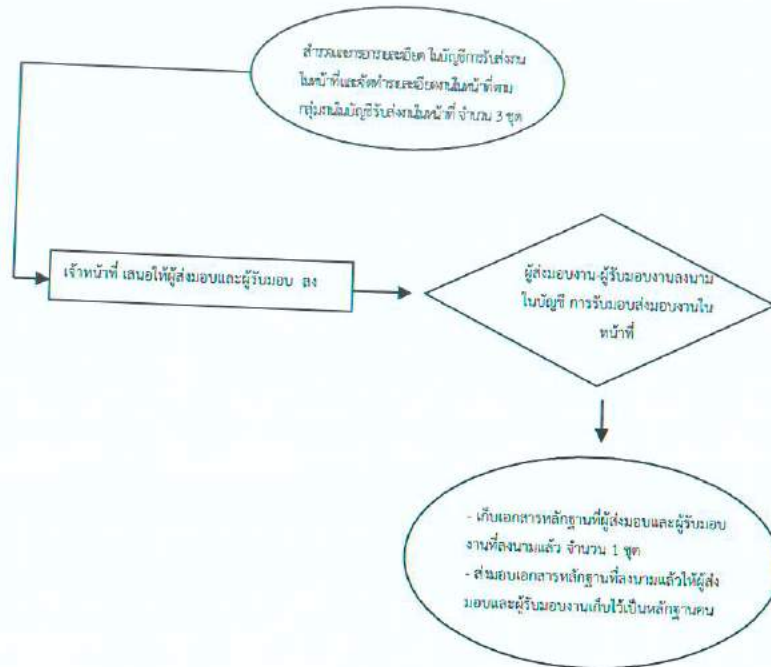 สำรวจและกรอกรายละเอียด ในบัญชีการรับส่งงาน
ในหน้าที่และจัดทำรายละเอียดงานในหน้าที่ตาม
กลุ่มงานในบัญชีรับส่งงานในหน้าที่ จำนวน 3 ชุด
เจ้าหน้าที่ เสนอให้ผู้ส่งมอบและผู้รับมอบ ลง
ผู้ส่งมอบงาน-ผู้รับมอบงานลงนาม
ในบัญชี การรับมอบส่งมอบงานใน
หน้าที่
- เก็บเอกสารหลักฐานที่ผู้ส่งมอบและผู้รับมอบ
งานที่ลงนามแล้ว จำนวน 1 ชุด
- ส่งมอบเอกสารหลักฐานที่ลงนามแล้วให้ผู้ส่ง
มอบและผู้รับมอบงานเก็บไว้เป็นหลักฐานคน